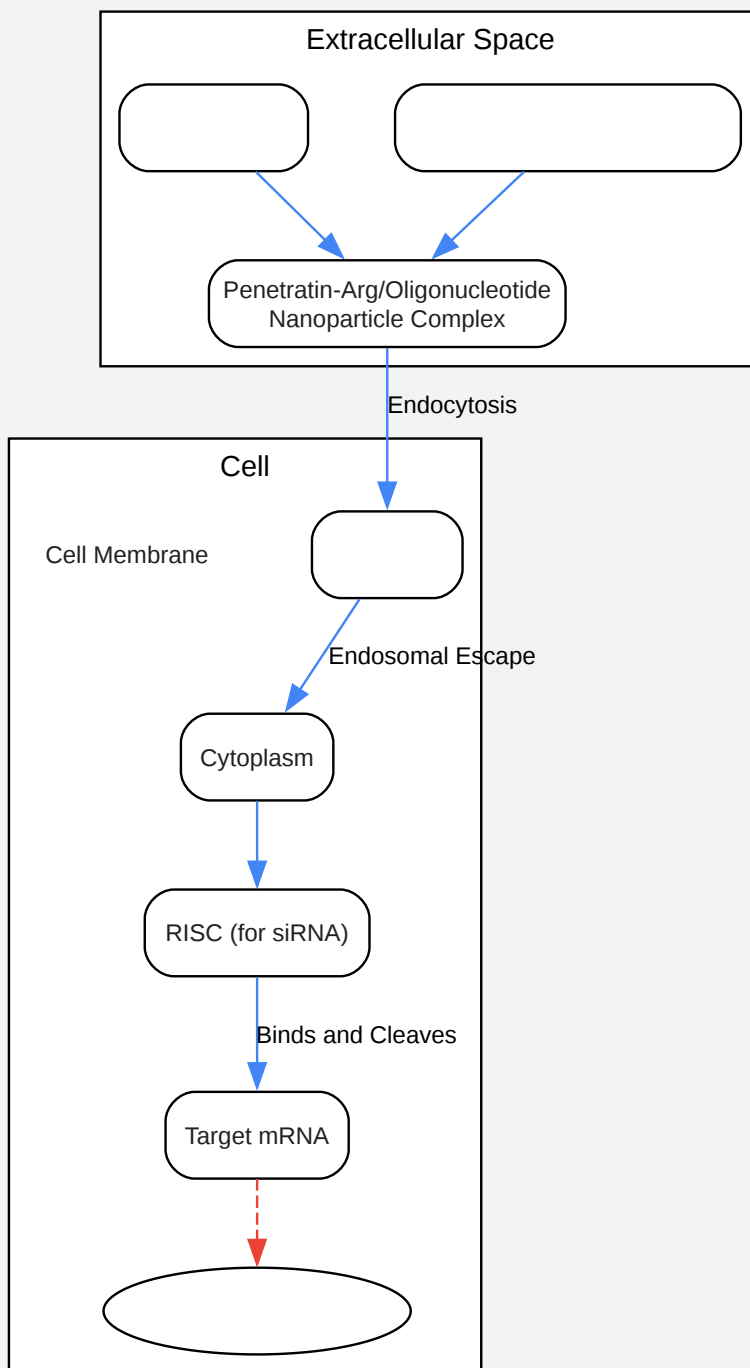 Extracellular Space
Penetratin-Arg/Oligonucleotide
Nanoparticle Complex
Endocytosis
Cell
Cell Membrane
Endosomal Escape
Cytoplasm
RISC (for siRNA)
Binds and Cleaves
Target mRNA